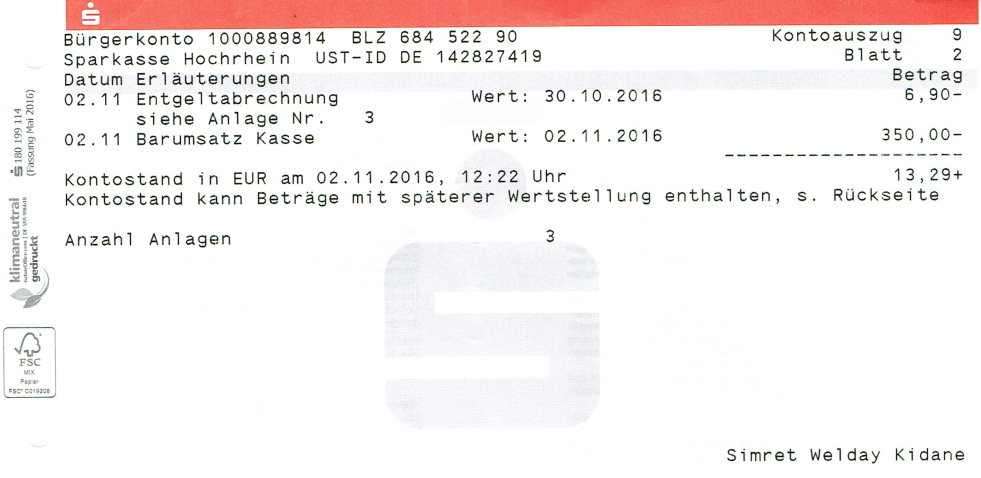 Bürgerkonto 1000889814 BLZ 684 522 90 Kontoauszug 9
Sparkasse Hochrhein UST-ID DE 142827419 Blatt 2
Datum Erläuterungen Betrag
02.11 Entgeltabrechnung Wert: 30.10.2016 6,90-
siehe Anlage Nr. 3
02.11 Barumsatz Kasse Wert: 02.11.2016 350,00-
Kontostand in EUR am 02.11.2016, 12:22 Uhr 13,29+
Kontostand kann Beträge mit späterer Wertstellung enthalten, s. Rückseite
Anzahl Anlagen 3
Simret Welday Kidane
180 199 114
(Fassung Mai 2016)
klimaneutral
gedruckt
FSC
MIX
Papier
FSC® C019208